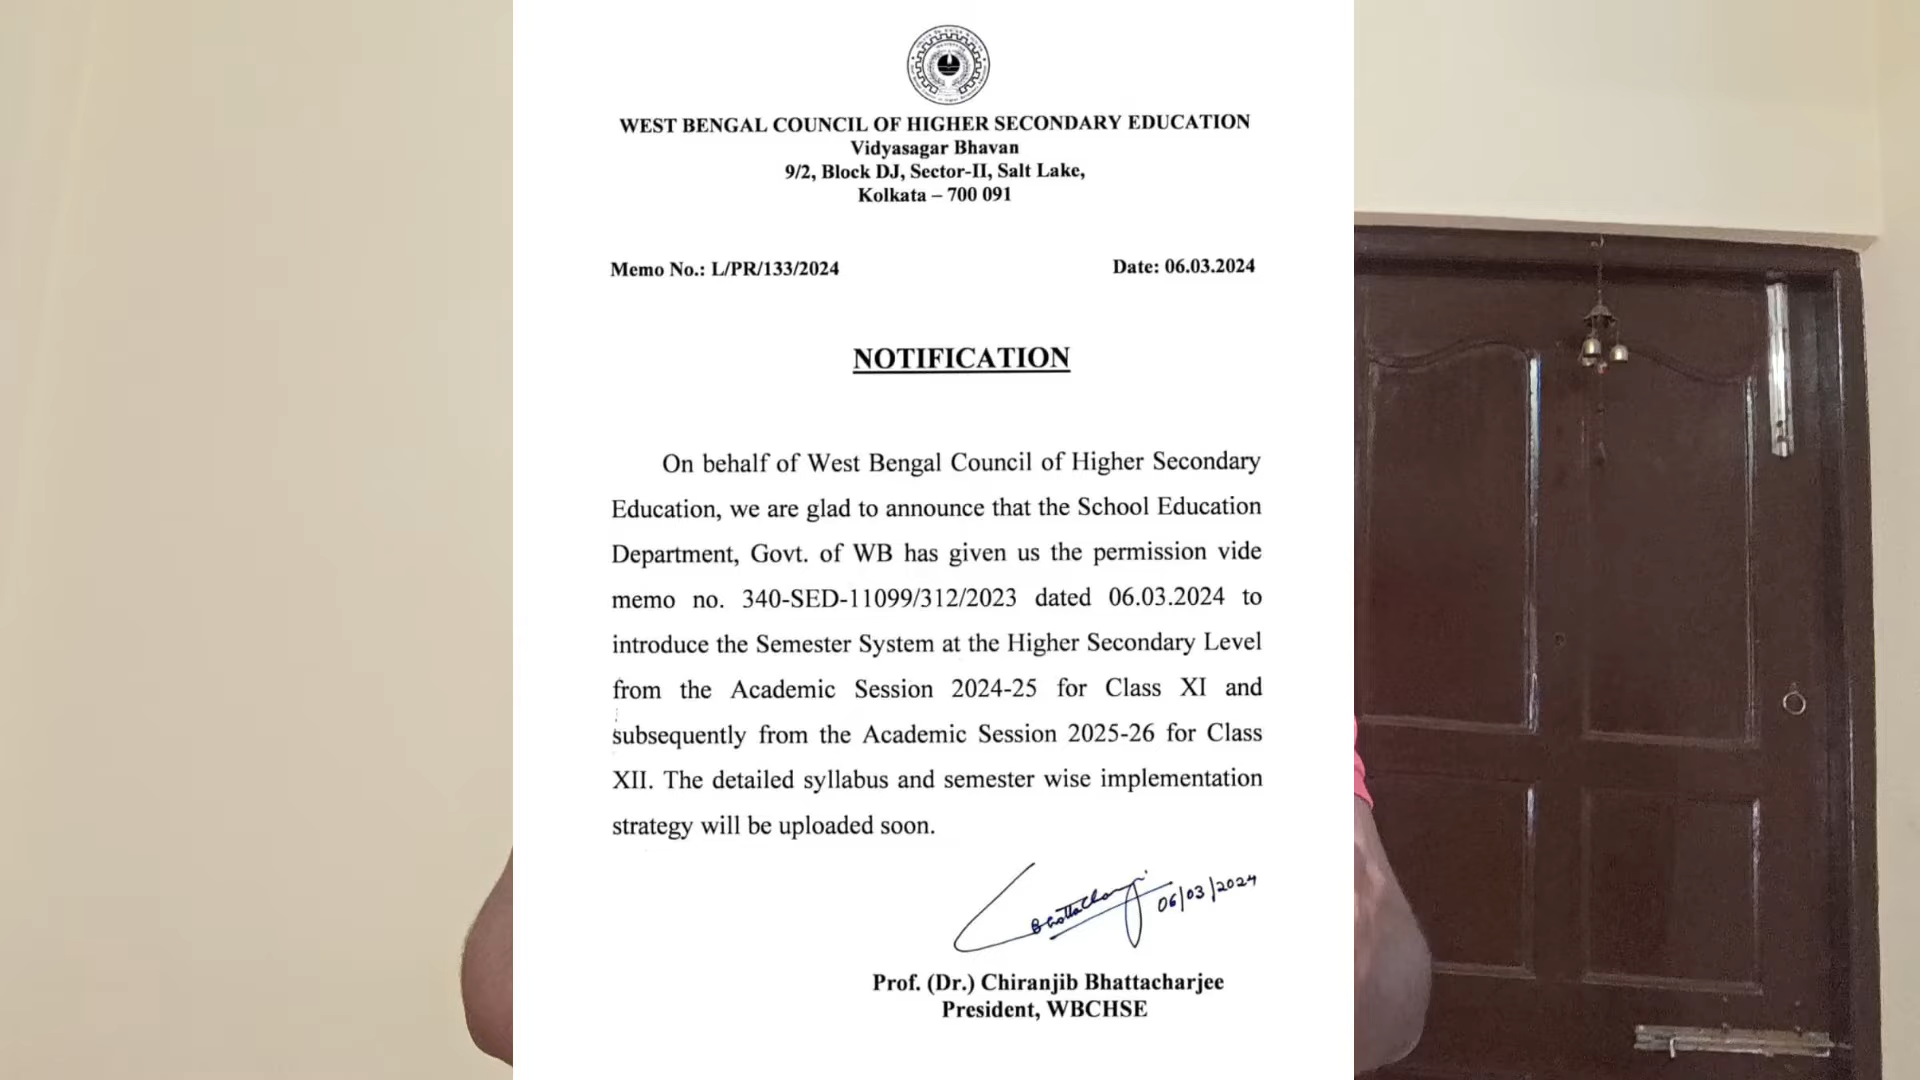 WEST BENGAL COUNCIL OF HIGHER SECONDARY EDUCATION
Vidyasagar Bhavan
9/2, Block DJ, Sector-II, Salt Lake,
Kolkata – 700 091
Memo No.: L/PR/133/2024
Date: 06.03.2024
NOTIFICATION
On behalf of West Bengal Council of Higher Secondary
Education, we are glad to announce that the School Education
Department, Govt. of WB has given us the permission vide
memo no. 340-SED-11099/312/2023 dated 06.03.2024 to
introduce the Semester System at the Higher Secondary Level
from the Academic Session 2024-25 for Class XI and
subsequently from the Academic Session 2025-26 for Class
XII. The detailed syllabus and semester wise implementation
strategy will be uploaded soon.
06/03/2024
Prof. (Dr.) Chiranjib Bhattacharjee
President, WBCHSE